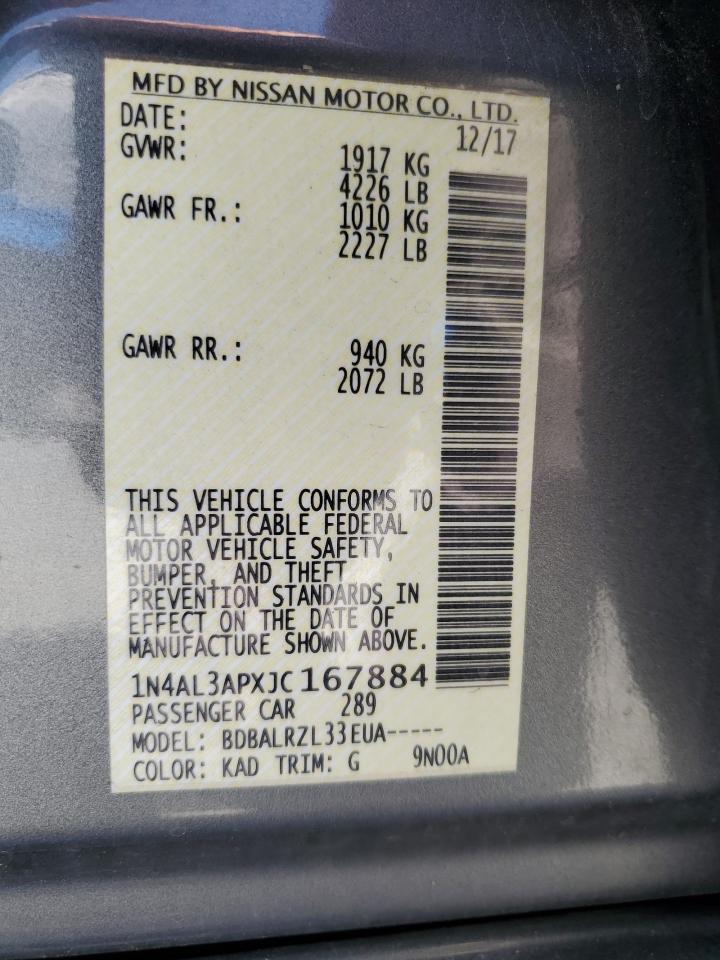 MFD BY NISSAN MOTOR CO., LTD.
DATE: 12/17
GVWR: 1917 KG
4226 LB
GAWR FR.: 1010 KG
2227 LB
GAWR RR.: 940 KG
2072 LB
THIS VEHICLE CONFORMS TO
ALL APPLICABLE FEDERAL
MOTOR VEHICLE SAFETY,
BUMPER, AND THEFT
PREVENTION STANDARDS IN
EFFECT ON THE DATE OF
MANUFACTURE SHOWN ABOVE.
1N4AL3APXJC167884
PASSENGER CAR 289
MODEL: BDBALRZL33EUA-----
COLOR: KAD TRIM: G 9N00A